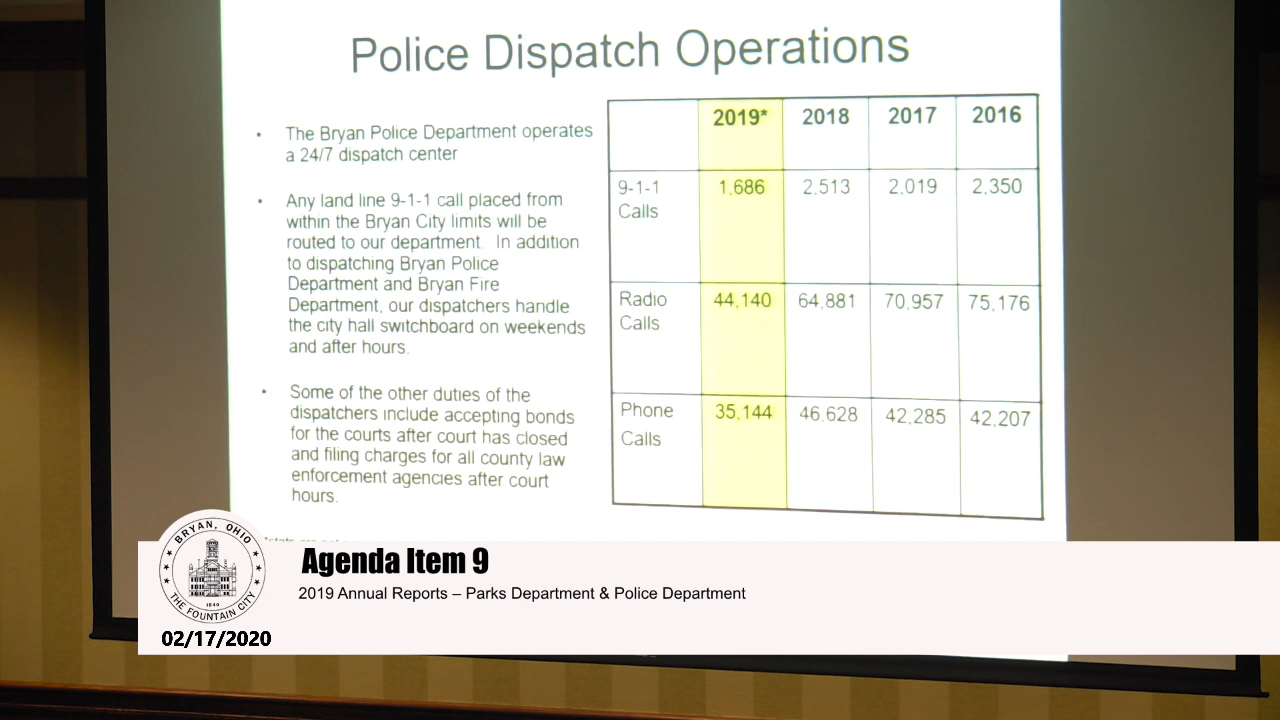 Police Dispatch Operations
• The Bryan Police Department operates
a 24/7 dispatch center
• Any land line 9-1-1 call placed from
within the Bryan City limits will be
routed to our department. In addition
to dispatching Bryan Police
Department and Bryan Fire
Department, our dispatchers handle
the city hall switchboard on weekends
and after hours.
• Some of the other duties of the
dispatchers include accepting bonds
for the courts after court has closed
and filing charges for all county law
enforcement agencies after court
hours.
2019* 2018 2017 2016
9-1-1
Calls
1,686 2,513 2,019 2,350
Radio
Calls
44,140 64,881 70,957 75,176
Phone
Calls
35,144 46,628 42,285 42,207
BRYAN, OHIO
1840
THE FOUNTAIN CITY
02/17/2020
Agenda Item 9
2019 Annual Reports – Parks Department & Police Department